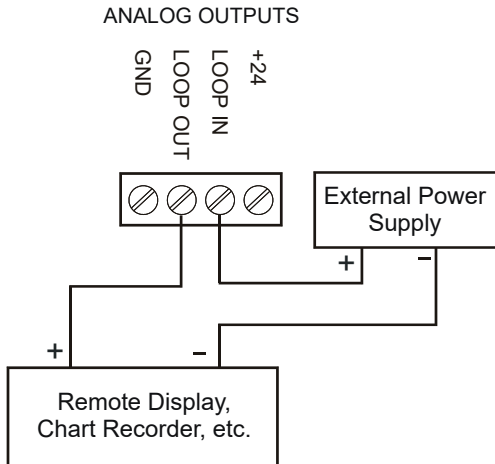 ANALOG OUTPUTS
GND
LOOP OUT
LOOP IN
+24
External Power
Supply
+
-
+
-
Remote Display,
Chart Recorder, etc.